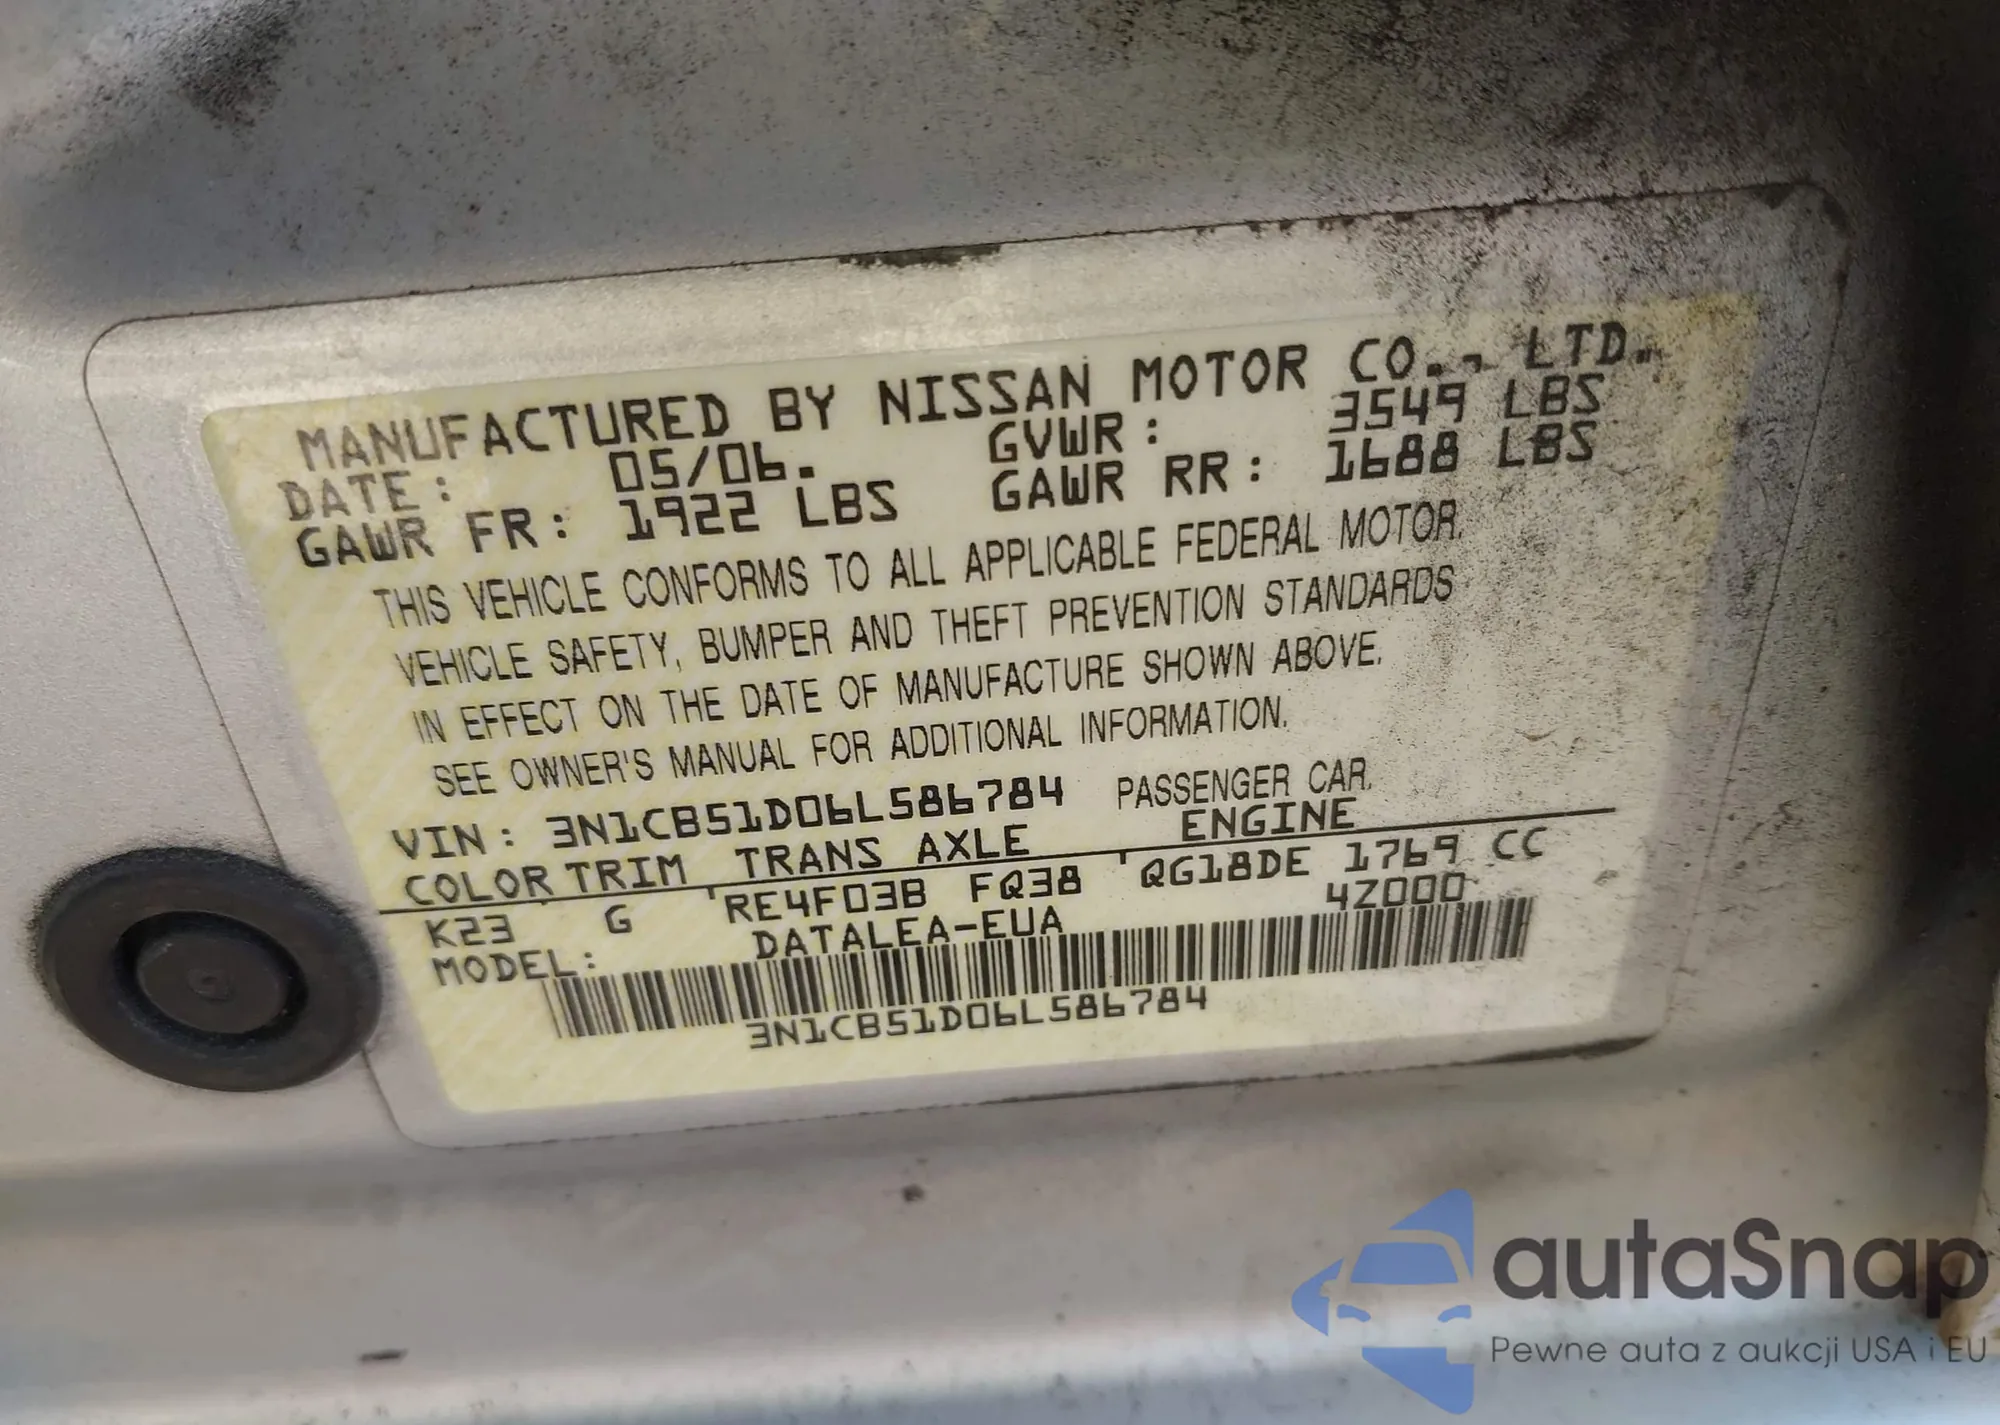 MANUFACTURED BY NISSAN MOTOR CO., LTD.
DATE: 05/06. GVWR: 3549 LBS
GAWR FR: 1922 LBS GAWR RR: 1688 LBS
THIS VEHICLE CONFORMS TO ALL APPLICABLE FEDERAL MOTOR
VEHICLE SAFETY, BUMPER AND THEFT PREVENTION STANDARDS
IN EFFECT ON THE DATE OF MANUFACTURE SHOWN ABOVE.
SEE OWNER'S MANUAL FOR ADDITIONAL INFORMATION.
VIN: 3N1CB51D06L586784 PASSENGER CAR.
COLOR TRIM TRANS AXLE ENGINE
K23 G RE4F03B FQ38 QG18DE 1769 CC
MODEL: DATALEA-EUA 4Z000
3N1CB51D06L586784
autaSnap
Pewne auta z aukcji USA i EU